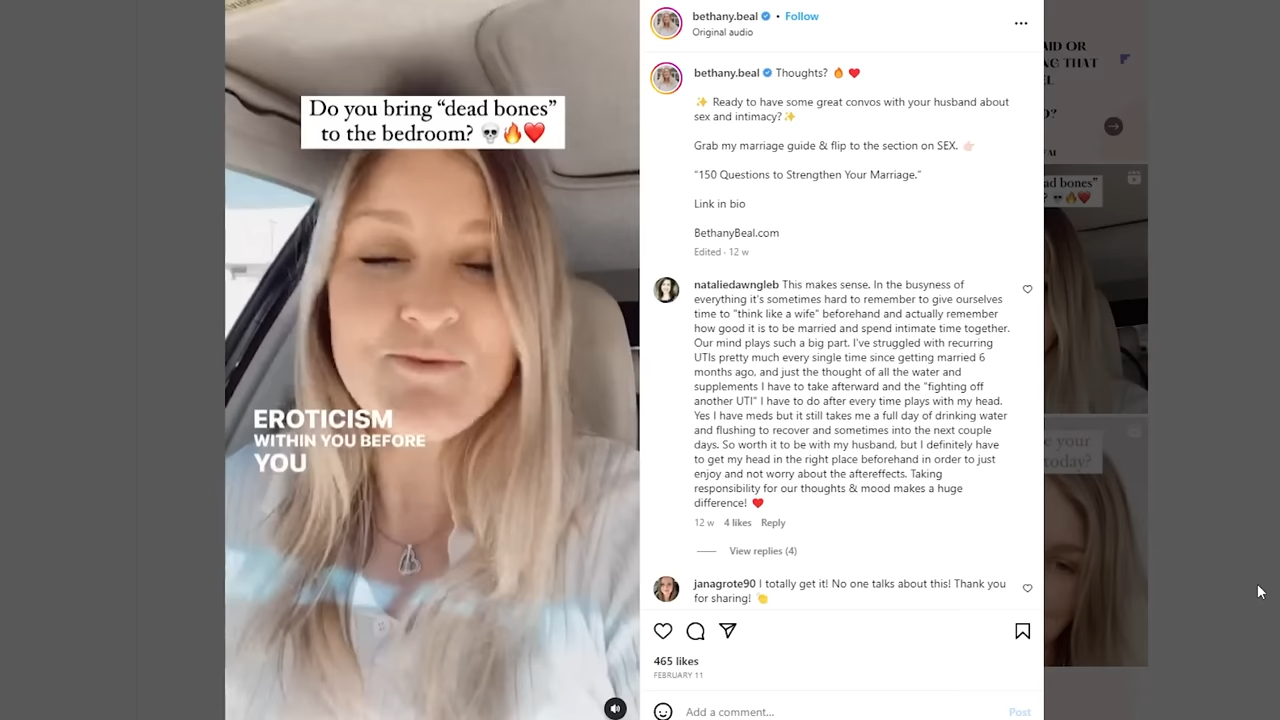 Do you bring “dead bones”
to the bedroom? 💀🔥❤️
EROTICISM
WITHIN YOU BEFORE
YOU
bethany.beal • Follow
Original audio
bethany.beal Thoughts? 🔥 ❤️
✨ Ready to have some great convos with your husband about
sex and intimacy?✨
Grab my marriage guide & flip to the section on SEX. 👉🏻
“150 Questions to Strengthen Your Marriage.”
Link in bio
BethanyBeal.com
Edited · 12 w
nataliedawngleb This makes sense. In the busyness of
everything it's sometimes hard to remember to give ourselves
time to "think like a wife" beforehand and actually remember
how good it is to be married and spend intimate time together.
Our mind plays such a big part. I've struggled with recurring
UTIs pretty much every single time since getting married 6
months ago, and just the thought of all the water and
supplements I have to take afterward and the "fighting off
another UTI" I have to do after every time plays with my head.
Yes I have meds but it still takes me a full day of drinking water
and flushing to recover and sometimes into the next couple
days. So worth it to be with my husband, but I definitely have
to get my head in the right place beforehand in order to just
enjoy and not worry about the aftereffects. Taking
responsibility for our thoughts & mood makes a huge
difference! ❤️
12 w 4 likes Reply
View replies (4)
janagrote90 I totally get it! No one talks about this! Thank you
for sharing! 👏
465 likes
FEBRUARY 11
Add a comment...
Post
AID OR
G THAT
EL
O?
ad bones”
? 💀🔥❤️
e your
today?